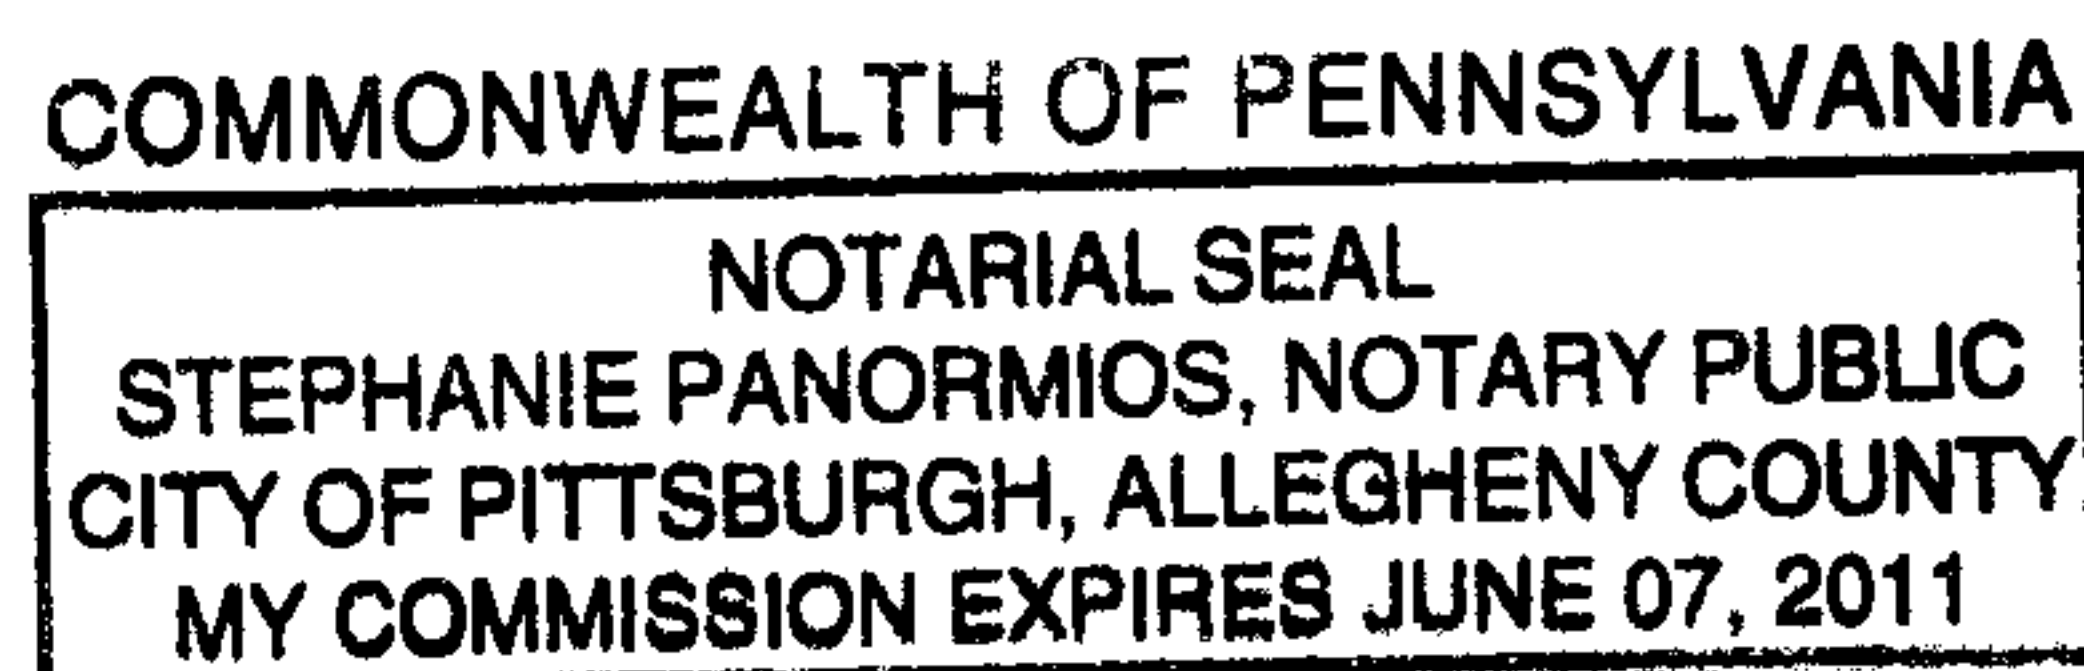 COMMONWEALTH OF PENNSYLVANIA
NOTARIAL SEAL
STEPHANIE PANORMIOS, NOTARY PUBLIC
CITY OF PITTSBURGH, ALLEGHENY COUNTY
MY COMMISSION EXPIRES JUNE 07, 2011